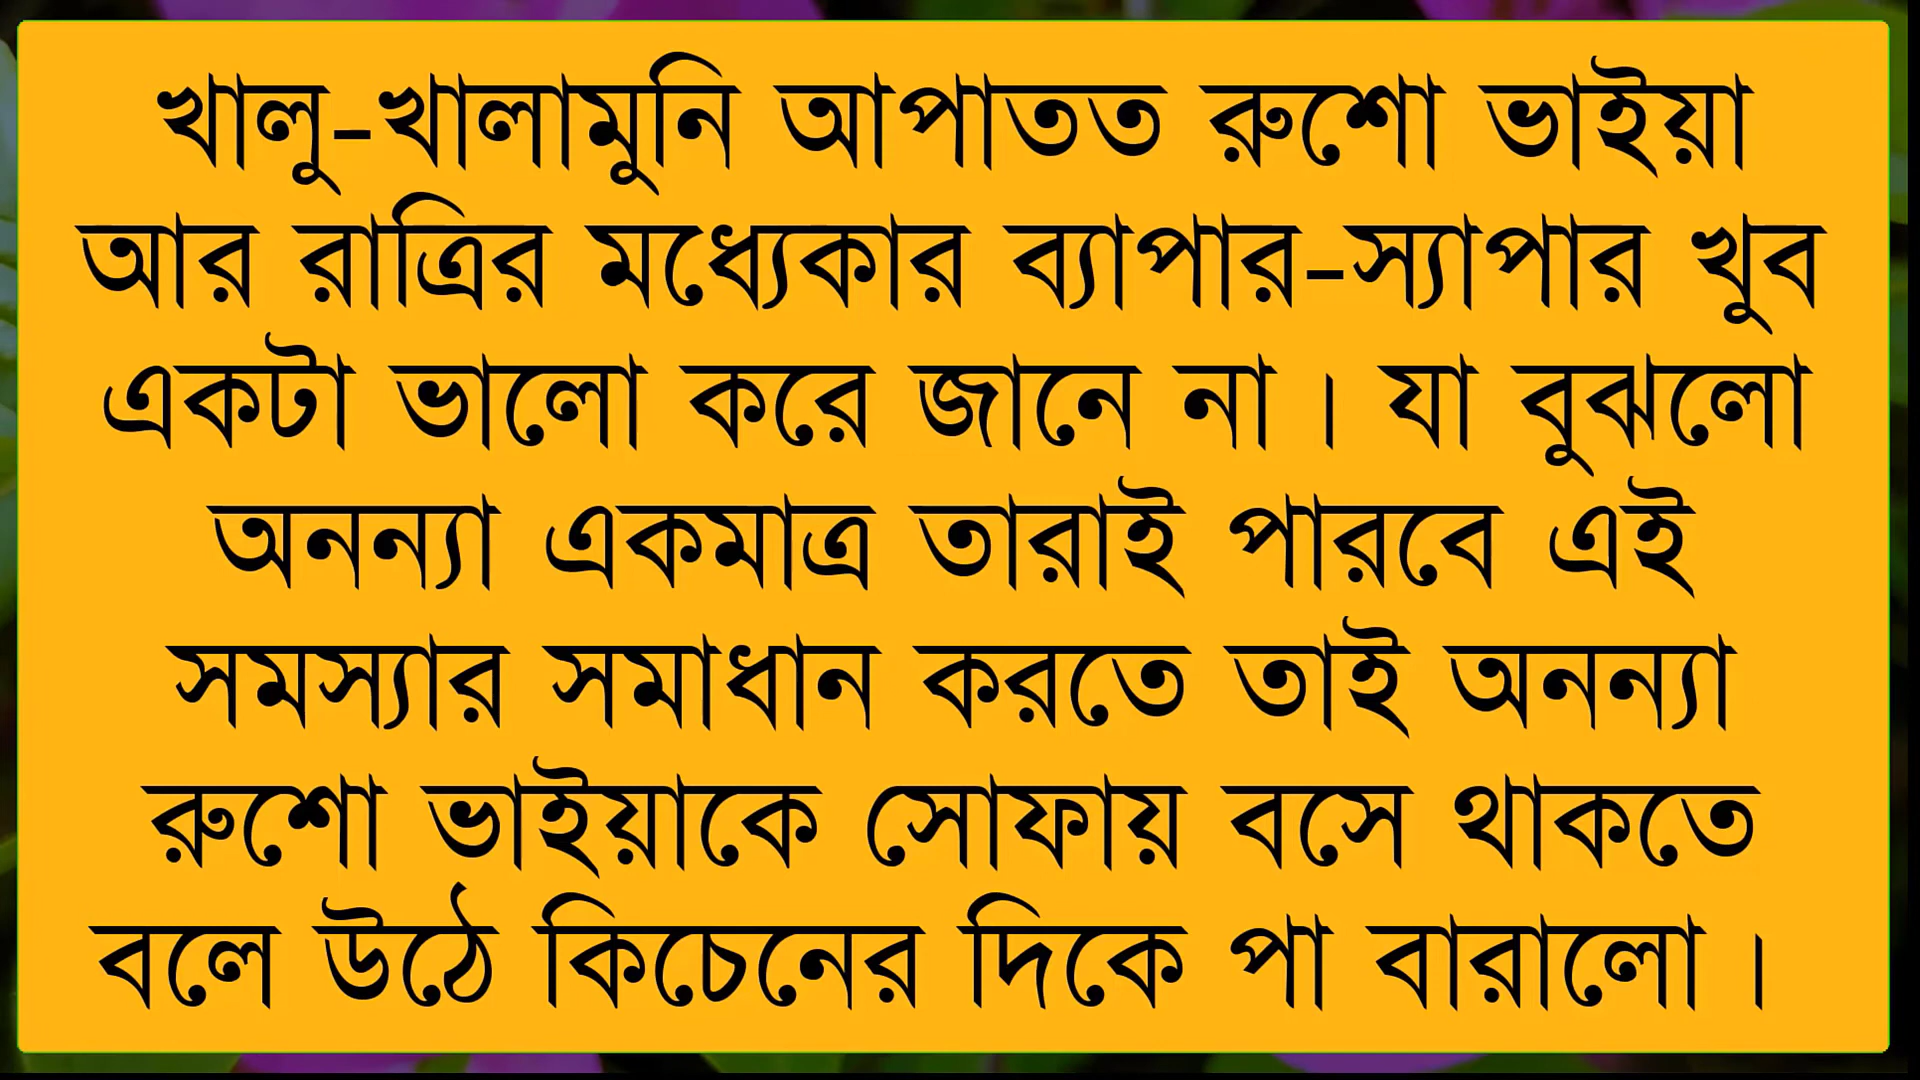 খালু-খালামুনি আপাতত রুশো ভাইয়া
আর রাত্রির মধ্যেকার ব্যাপার-স্যাপার খুব
একটা ভালো করে জানে না। যা বুঝলো
অনন্যা একমাত্র তারাই পারবে এই
সমস্যার সমাধান করতে তাই অনন্যা
রুশো ভাইয়াকে সোফায় বসে থাকতে
বলে উঠে কিচেনের দিকে পা বারালো।